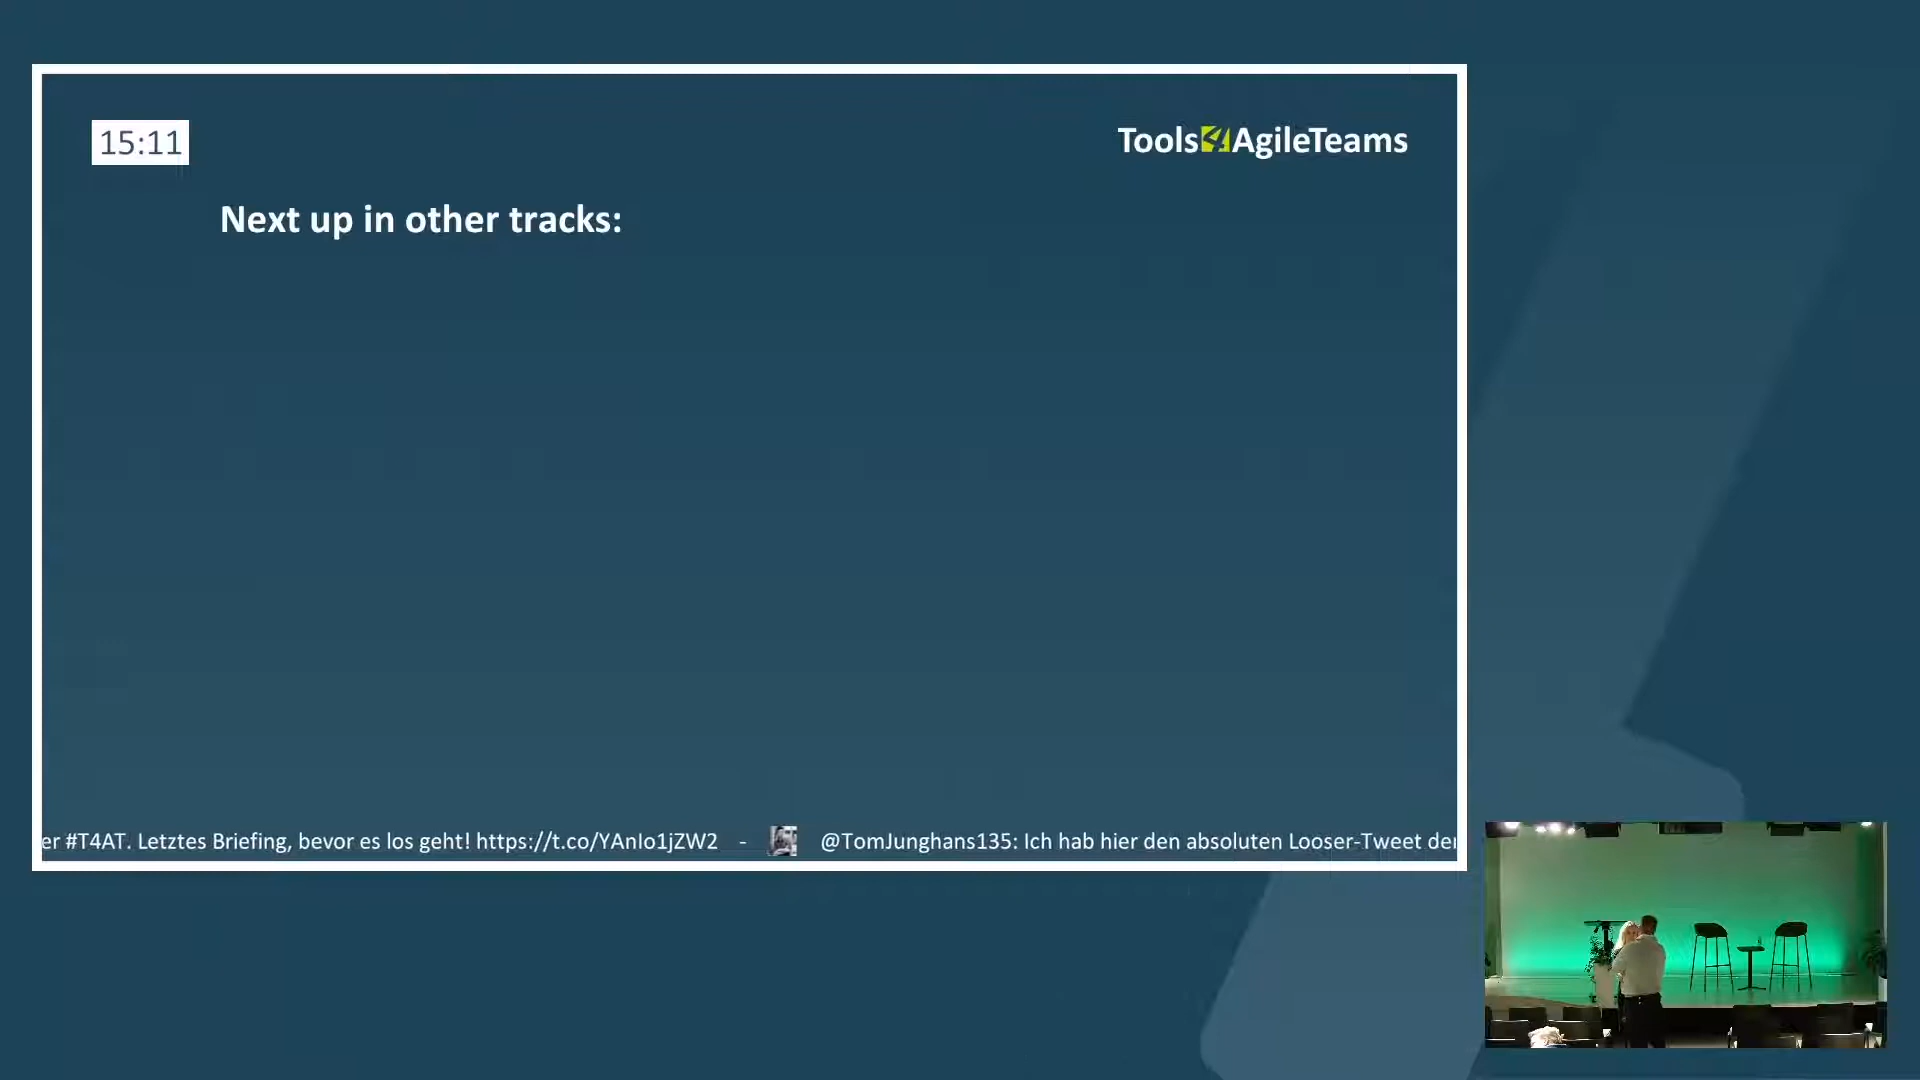 15:11
Tools4AgileTeams
Next up in other tracks:
er #T4AT. Letztes Briefing, bevor es los geht! https://t.co/YAnIo1jZW2 - @TomJunghans135: Ich hab hier den absoluten Looser-Tweet der